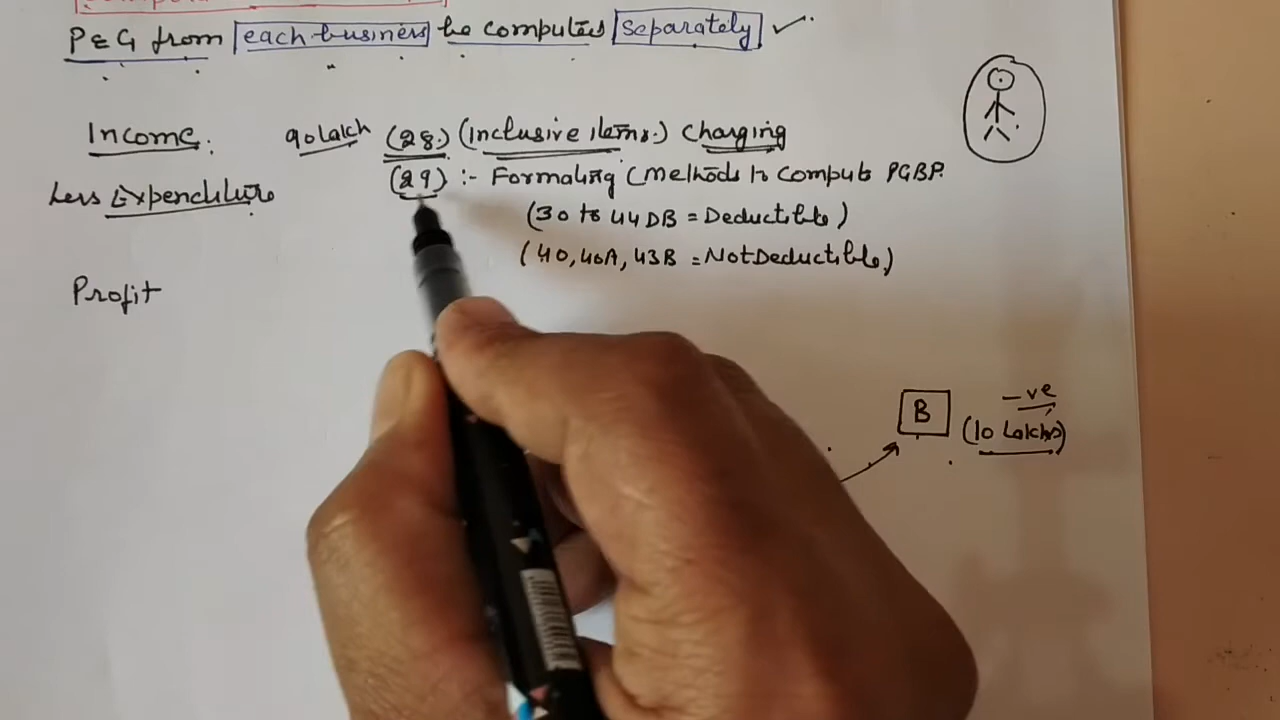 P&G from each business be computed separately ✓
Income. 90 lakh (28.) (Inclusive items.) Charging
Less Expenditure (29) :- Formaling (Methods to compute PGBP.
(30 to 44DB = Deductible)
(40, 40A, 43B = Not Deductible)
Profit
B -ve
(10 Lakhs)